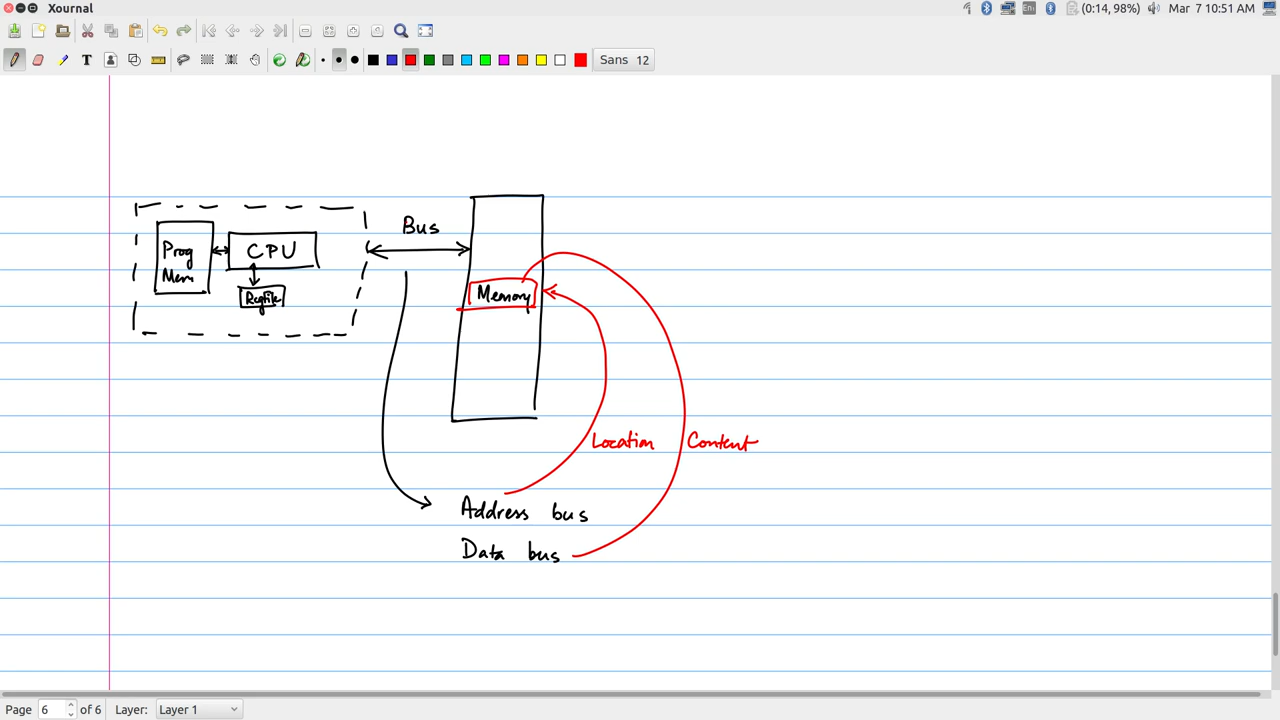 Xournal
En
(0:14, 98%)
Mar 7 10:51 AM
T
Sans 12
Bus
Prog
Mem
CPU
Regfile
Memory
Location
Content
Address bus
Data bus
Page 6 of 6 Layer: Layer 1